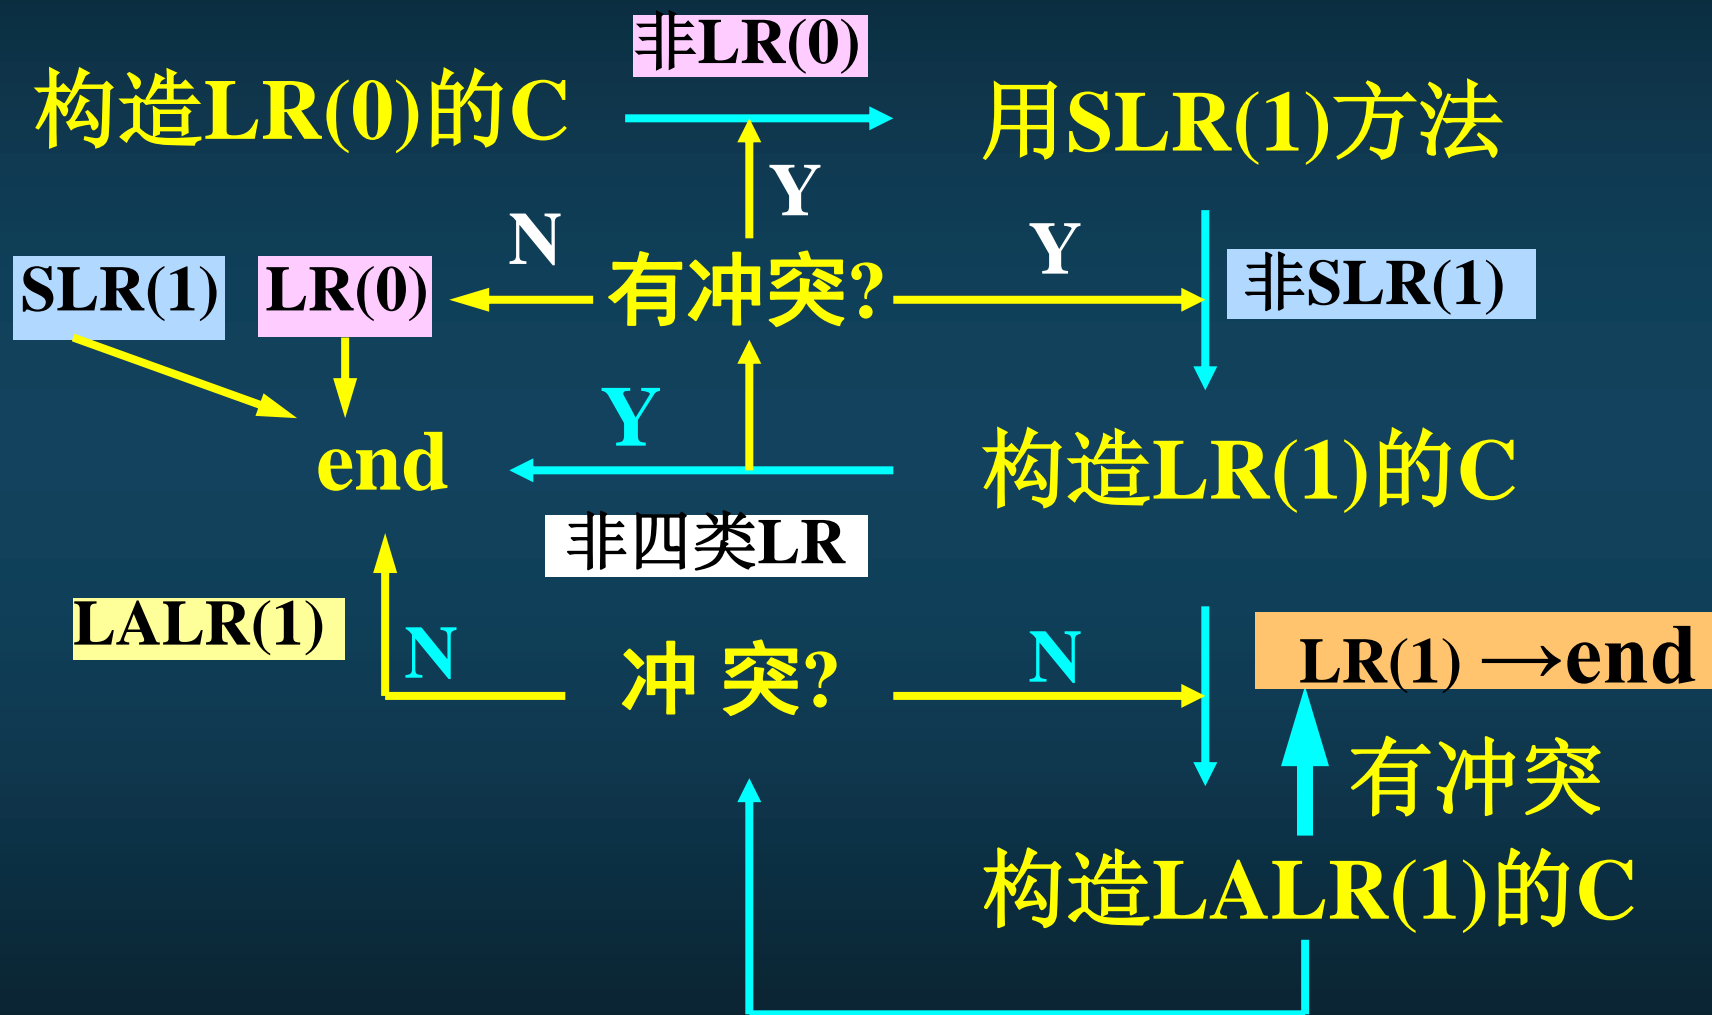 非LR(0)
构造LR(0)的C
用SLR(1)方法
Y
N
Y
SLR(1)
LR(0)
有冲突?
非SLR(1)
Y
end
构造LR(1)的C
非四类LR
LALR(1)
N
冲 突?
N
LR(1) →end
有冲突
构造LALR(1)的C